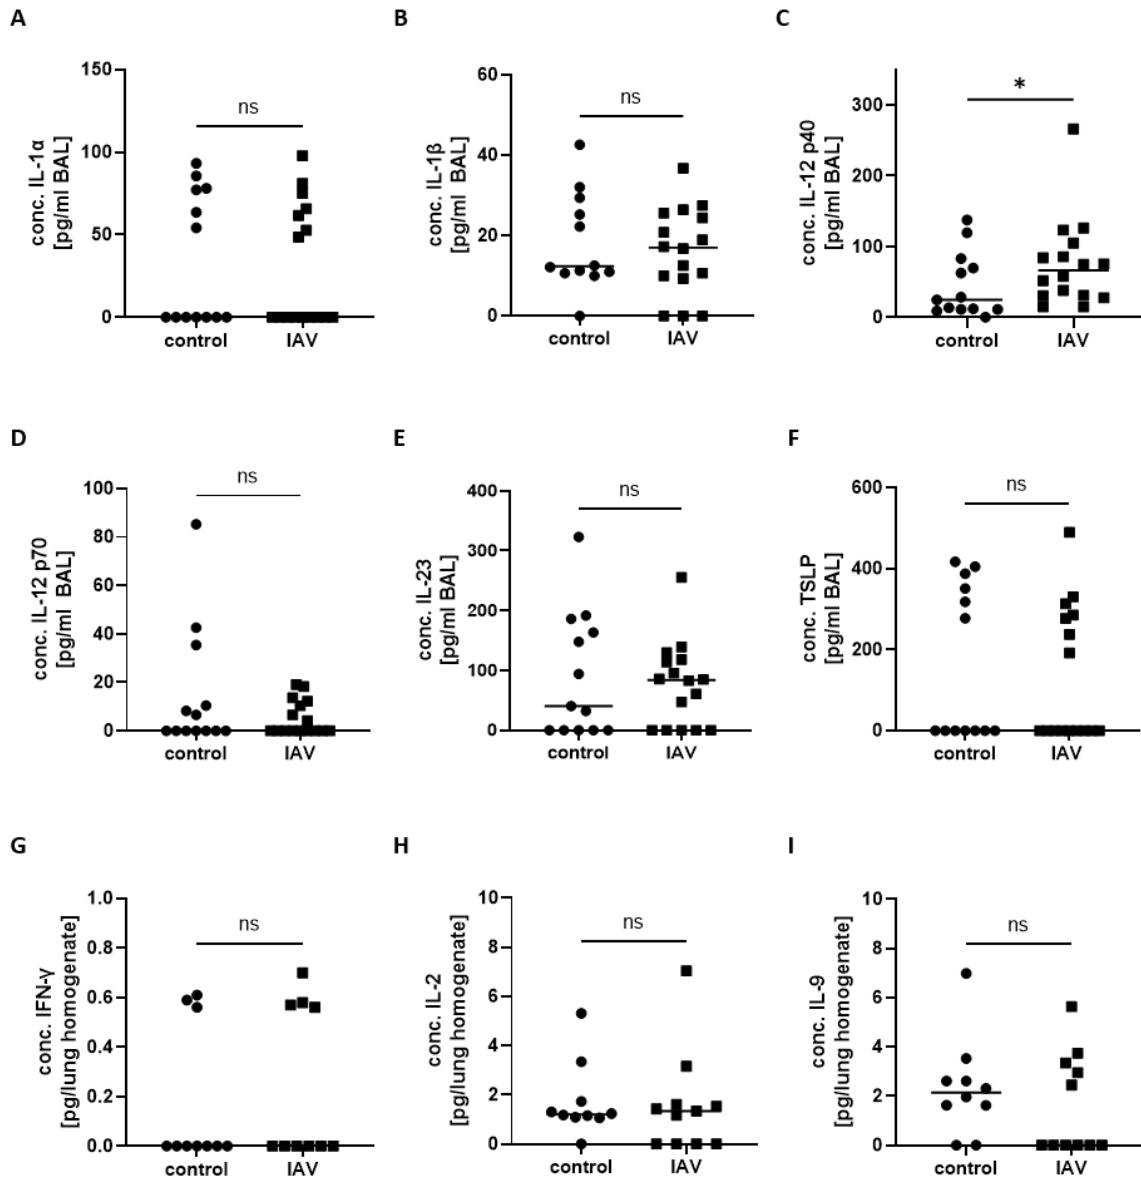 A
B
C
conc. IL-1α
[pg/ml BAL]
150
100
50
0
ns
control
IAV
conc. IL-1β
[pg/ml BAL]
60
40
20
0
ns
control
IAV
conc. IL-12 p40
[pg/ml BAL]
300
200
100
0
*
control
IAV
D
E
F
conc. IL-12 p70
[pg/ml BAL]
100
80
60
40
20
0
ns
control
IAV
conc. IL-23
[pg/ml BAL]
400
300
200
100
0
ns
control
IAV
conc. TSLP
[pg/ml BAL]
600
400
200
0
ns
control
IAV
G
H
I
conc. IFN-γ
[pg/lung homogenate]
1.0
0.8
0.6
0.4
0.2
0.0
ns
control
IAV
conc. IL-2
[pg/lung homogenate]
10
8
6
4
2
0
ns
control
IAV
conc. IL-9
[pg/lung homogenate]
10
8
6
4
2
0
ns
control
IAV